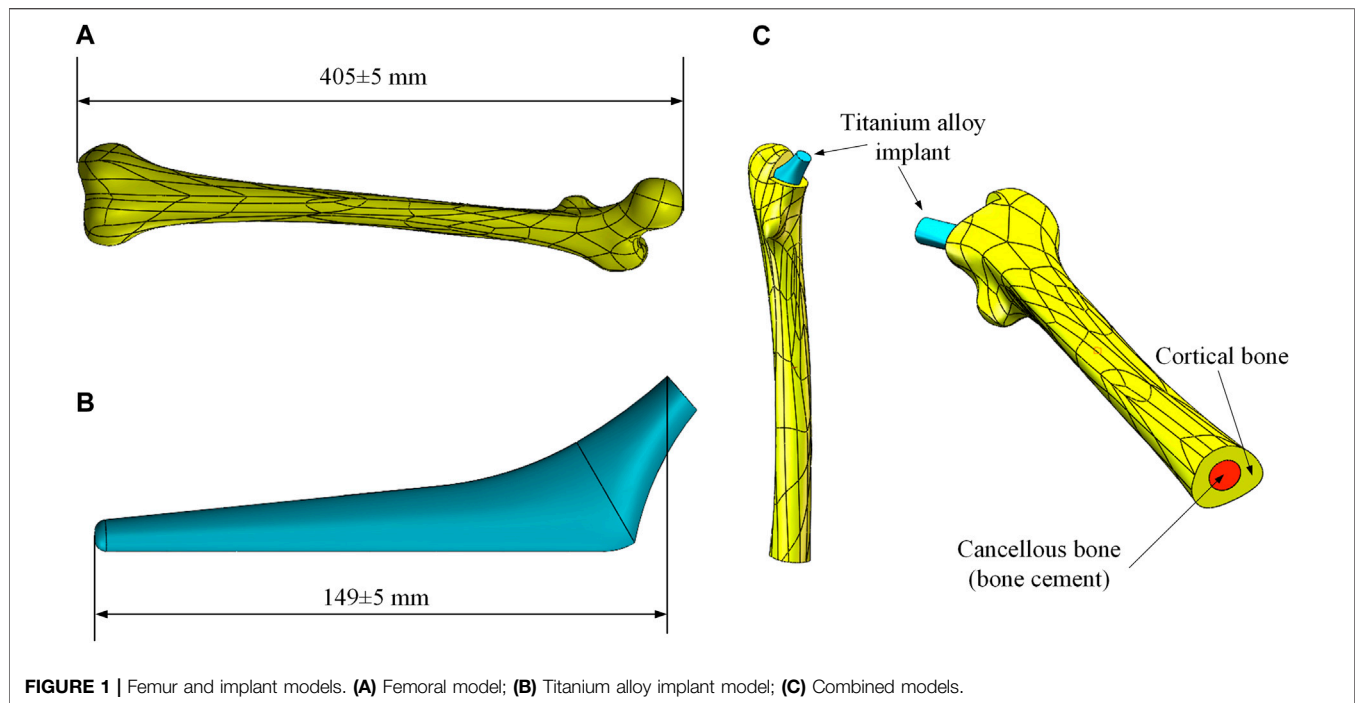 A
405±5 mm
B
149±5 mm
C
Titanium alloy
implant
Cortical bone
Cancellous bone
(bone cement)
FIGURE 1 | Femur and implant models. (A) Femoral model; (B) Titanium alloy implant model; (C) Combined models.